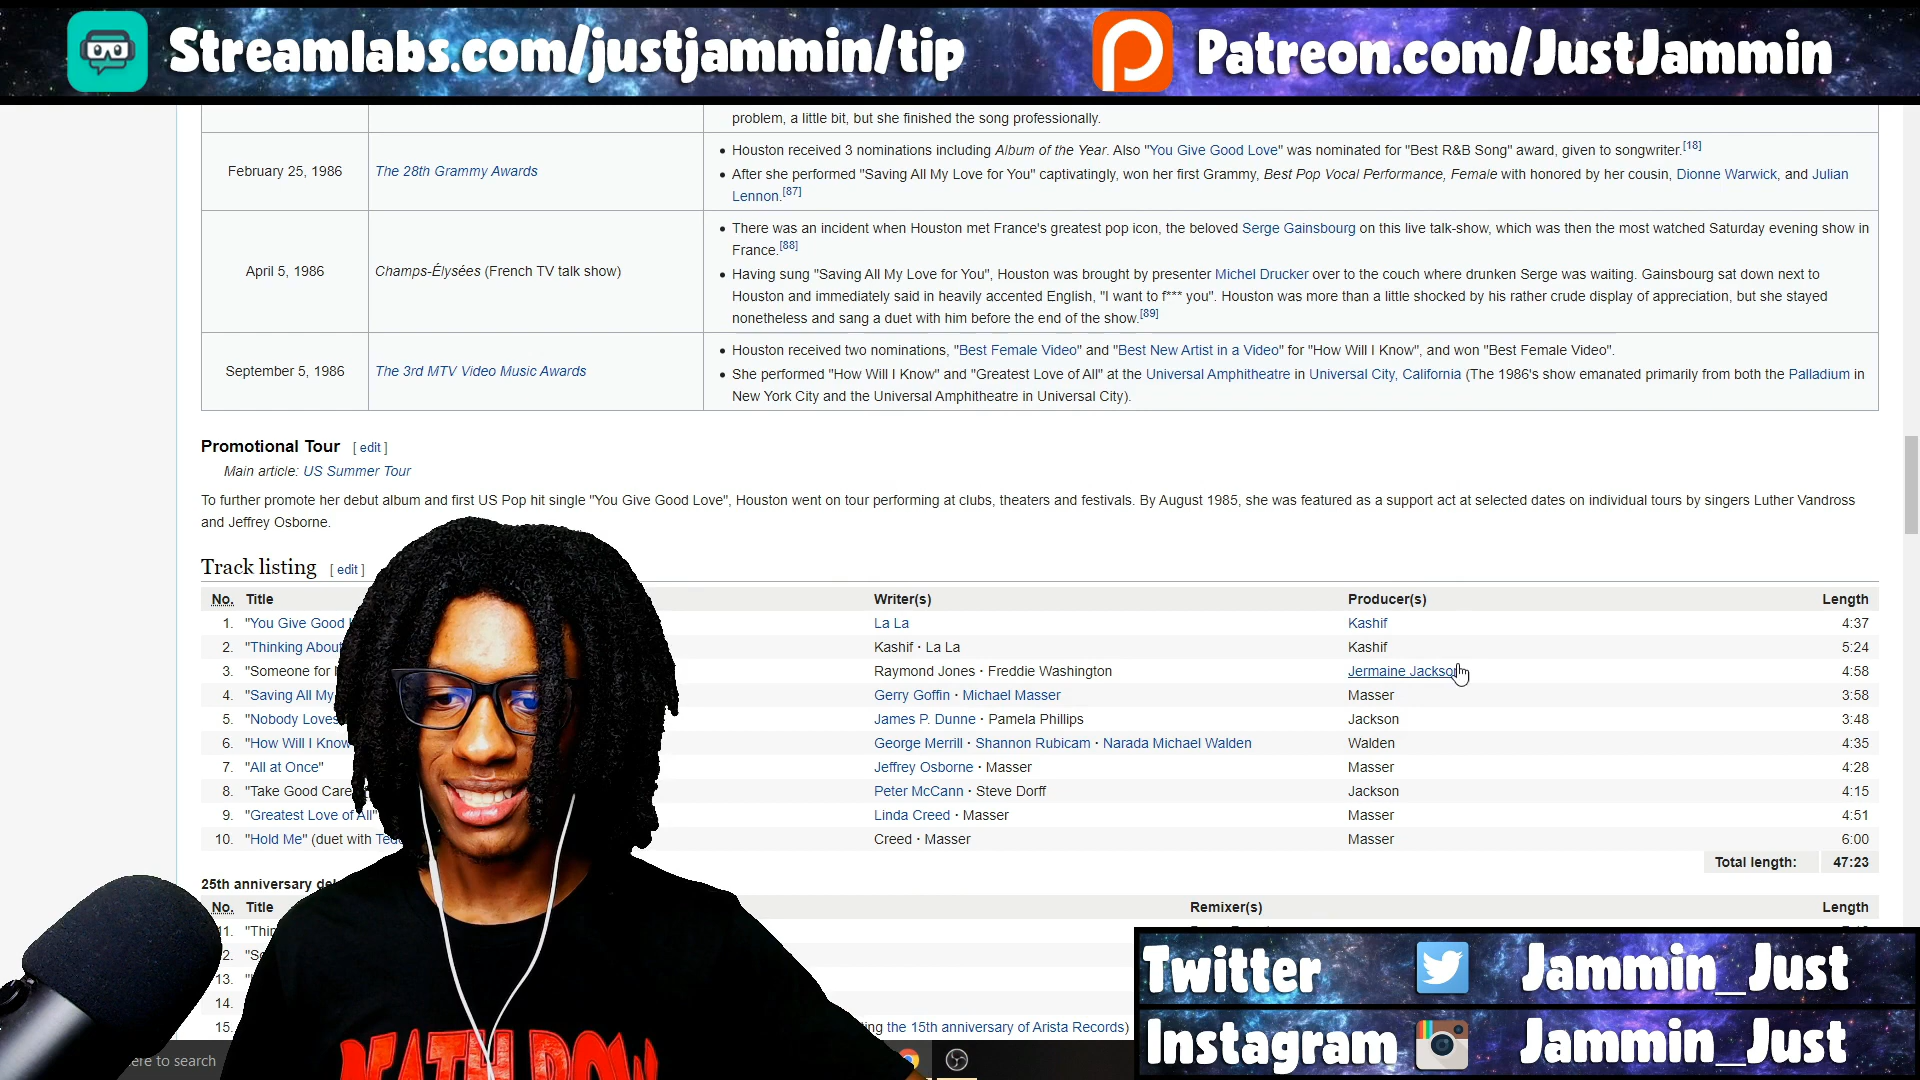 Streamlabs.com/justjammin/tip Patreon.com/JustJammin
problem, a little bit, but she finished the song professionally.
February 25, 1986 The 28th Grammy Awards
Houston received 3 nominations including Album of the Year. Also "You Give Good Love" was nominated for "Best R&B Song" award, given to songwriter.[18]
After she performed "Saving All My Love for You" captivatingly, won her first Grammy, Best Pop Vocal Performance, Female with honored by her cousin, Dionne Warwick, and Julian
Lennon.[87]
April 5, 1986 Champs-Élysées (French TV talk show)
There was an incident when Houston met France's greatest pop icon, the beloved Serge Gainsbourg on this live talk-show, which was then the most watched Saturday evening show in
France.[88]
Having sung "Saving All My Love for You", Houston was brought by presenter Michel Drucker over to the couch where drunken Serge was waiting. Gainsbourg sat down next to
Houston and immediately said in heavily accented English, "I want to f*** you". Houston was more than a little shocked by his rather crude display of appreciation, but she stayed
nonetheless and sang a duet with him before the end of the show.[89]
September 5, 1986 The 3rd MTV Video Music Awards
Houston received two nominations, "Best Female Video" and "Best New Artist in a Video" for "How Will I Know", and won "Best Female Video".
She performed "How Will I Know" and "Greatest Love of All" at the Universal Amphitheatre in Universal City, California (The 1986's show emanated primarily from both the Palladium in
New York City and the Universal Amphitheatre in Universal City).
Promotional Tour [ edit ]
Main article: US Summer Tour
To further promote her debut album and first US Pop hit single "You Give Good Love", Houston went on tour performing at clubs, theaters and festivals. By August 1985, she was featured as a support act at selected dates on individual tours by singers Luther Vandross
and Jeffrey Osborne.
Track listing [ edit ]
No. Title Writer(s) Producer(s) Length
1. "You Give Good La La Kashif 4:37
2. "Thinking About Kashif · La La Kashif 5:24
3. "Someone for Raymond Jones · Freddie Washington Jermaine Jackson 4:58
4. "Saving All My Gerry Goffin · Michael Masser Masser 3:58
5. "Nobody Loves James P. Dunne · Pamela Phillips Jackson 3:48
6. "How Will I Know George Merrill · Shannon Rubicam · Narada Michael Walden Walden 4:35
7. "All at Once" Jeffrey Osborne · Masser Masser 4:28
8. "Take Good Care Peter McCann · Steve Dorff Jackson 4:15
9. "Greatest Love of All" Linda Creed · Masser Masser 4:51
10. "Hold Me" (duet with Creed · Masser Masser 6:00
Total length: 47:23
25th anniversary
No. Title Remixer(s) Length
11.
13.
14.
15. the 15th anniversary of Arista Records)
to search
DEATH ROW
Twitter Jammin_Just
Instagram Jammin_Just